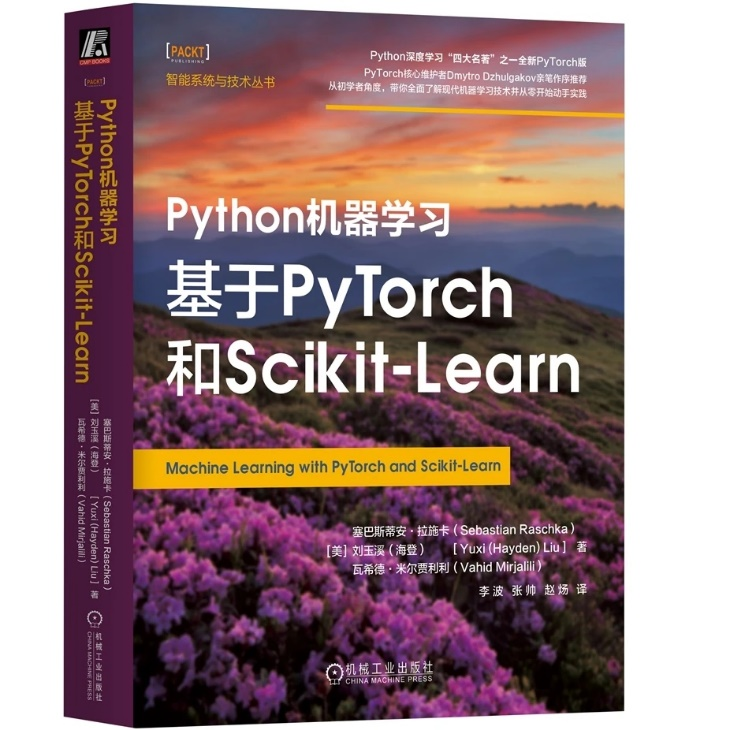 CMP BOOKS
[PACKT]
Python机器学习
基于PyTorch和Scikit-Learn
塞巴斯蒂安·拉施卡(Sebastian Raschka)
[美] 刘玉溪(海登) [Yuxi (Hayden) Liu] 著
瓦希德·米尔贾利利(Vahid Mirjalili)
机械工业出版社
CHINA MACHINE PRESS
[PACKT]
PUBLISHING
智能系统与技术丛书
Python深度学习“四大名著”之一全新PyTorch版
PyTorch核心维护者Dmytro Dzhulgakov亲笔作序推荐
从初学者角度,带你全面了解现代机器学习技术并从零开始动手实践
Python机器学习
基于PyTorch
和Scikit-Learn
Machine Learning with PyTorch and Scikit-Learn
塞巴斯蒂安·拉施卡(Sebastian Raschka)
[美] 刘玉溪(海登) [Yuxi (Hayden) Liu] 著
瓦希德·米尔贾利利(Vahid Mirjalili)
李波 张帅 赵炀 译
机械工业出版社
CHINA MACHINE PRESS